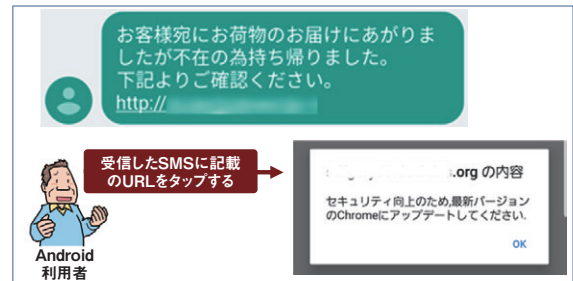 お客様宛にお荷物のお届けにあがりま
したが不在の為持ち帰りました。
下記よりご確認ください。
http://
受信したSMSに記載
のURLをタップする
Android
利用者
.org の内容
セキュリティ向上のため,最新バージョン
のChromeにアップデートしてください.
OK